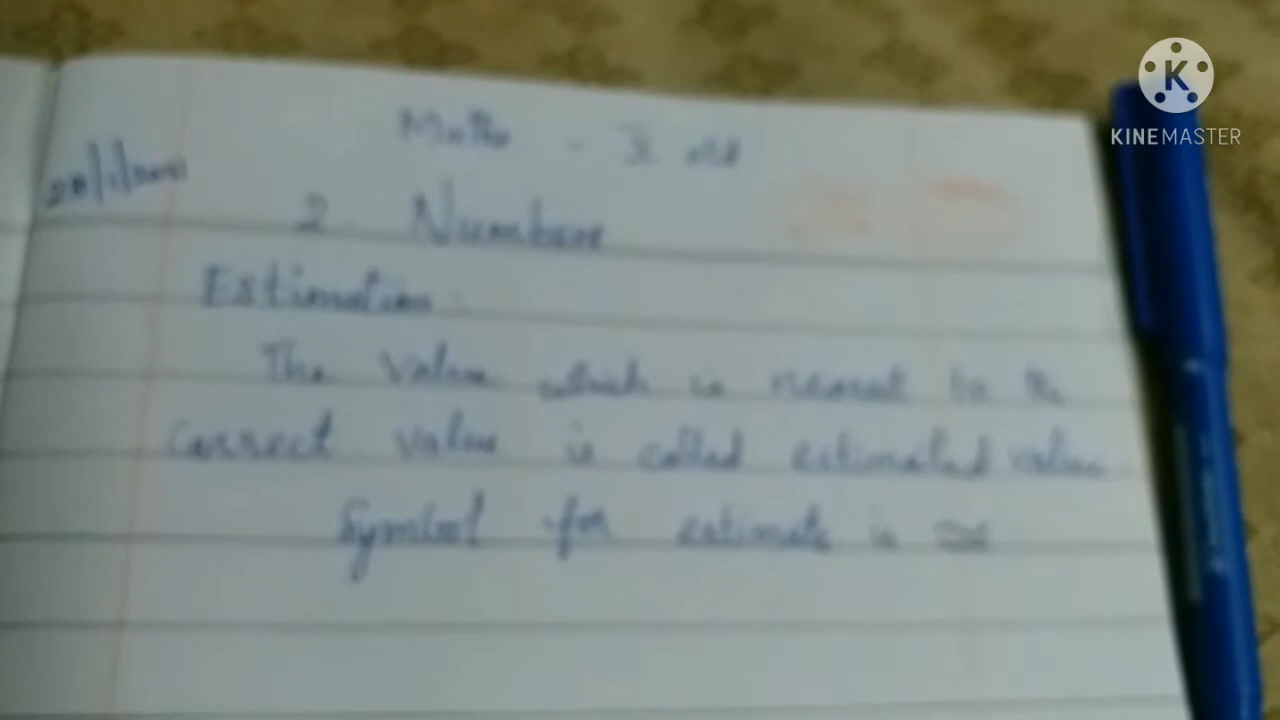 Maths - V std
2. Numbers
Estimation.
The value which is nearest to the
correct value is called estimated value
Symbol for estimate is ≅
KINEMASTER